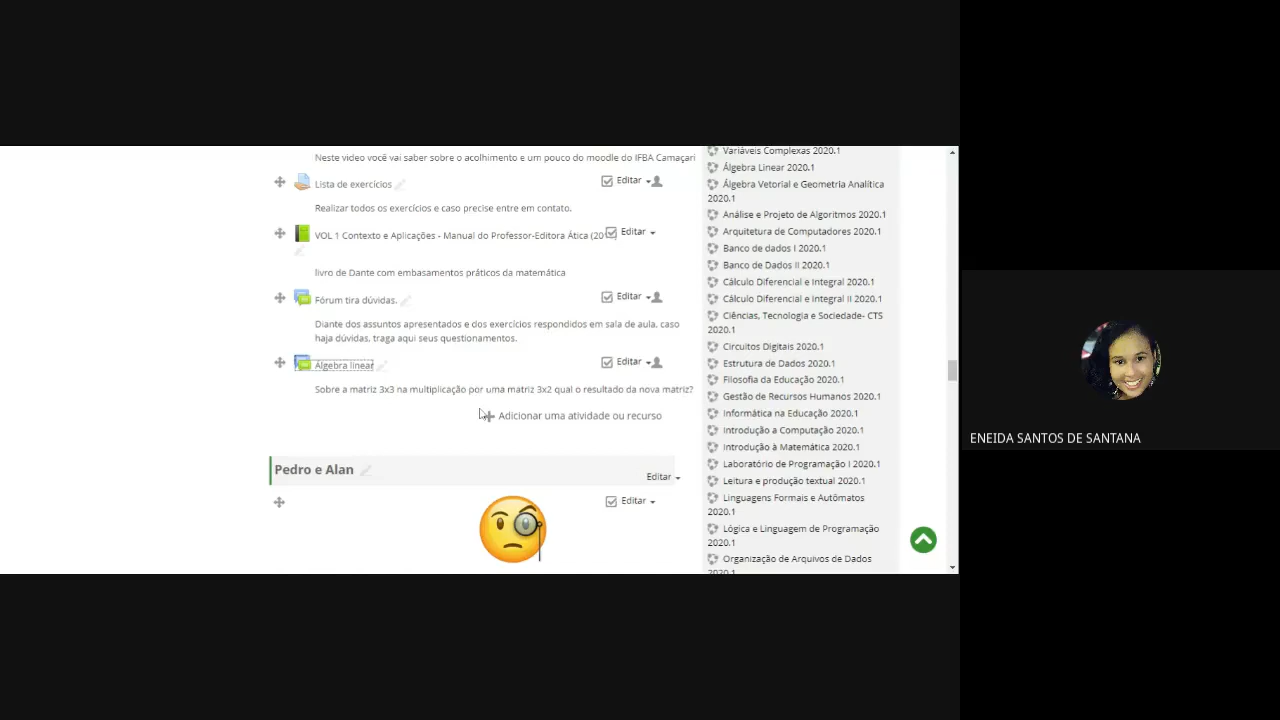 Neste video você vai saber sobre o acolhimento e um pouco do moodle do IFBA Camaçari
Lista de exercícios
Editar
Realizar todos os exercícios e caso precise entre em contato.
VOL 1 Contexto e Aplicações - Manual do Professor-Editora Ática (20
Editar
livro de Dante com embasamentos práticos da matemática
Fórum tira dúvidas.
Editar
Diante dos assuntos apresentados e dos exercícios respondidos em sala de aula, caso
haja dúvidas, traga aqui seus questionamentos.
Algebra linear
Editar
Sobre a matriz 3x3 na multiplicação por uma matriz 3x2 qual o resultado da nova matriz?
Adicionar uma atividade ou recurso
Pedro e Alan
Editar
Editar
Variáveis Complexas 2020.1
Álgebra Linear 2020.1
Álgebra Vetorial e Geometria Analítica
2020.1
Análise e Projeto de Algoritmos 2020.1
Arquitetura de Computadores 2020.1
Banco de dados I 2020.1
Banco de Dados II 2020.1
Cálculo Diferencial e Integral 2020.1
Cálculo Diferencial e Integral II 2020.1
Ciências, Tecnologia e Sociedade- CTS
2020.1
Circuitos Digitais 2020.1
Estrutura de Dados 2020.1
Filosofia da Educação 2020.1
Gestão de Recursos Humanos 2020.1
Informática na Educação 2020.1
Introdução a Computação 2020.1
Introdução à Matemática 2020.1
Laboratório de Programação I 2020.1
Leitura e produção textual 2020.1
Linguagens Formais e Autômatos
2020.1
Lógica e Linguagem de Programação
2020.1
Organização de Arquivos de Dados
2020.1
ENEIDA SANTOS DE SANTANA